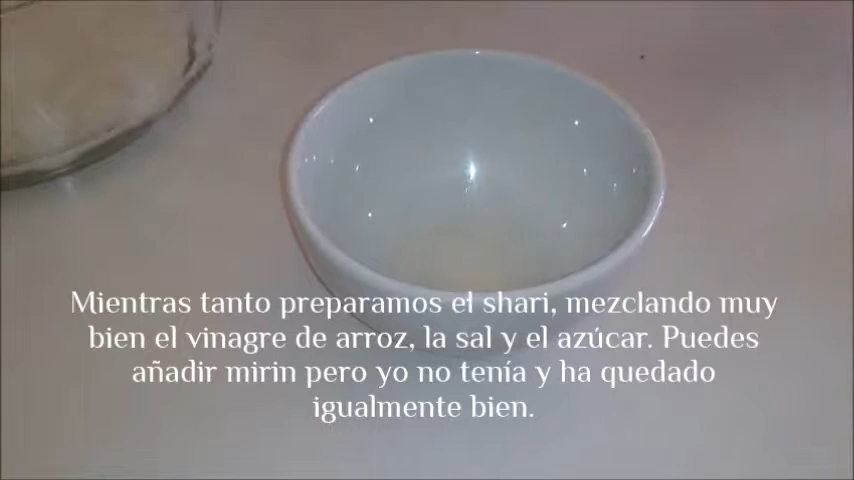 Mientras tanto preparamos el shari, mezclando muy
bien el vinagre de arroz, la sal y el azúcar. Puedes
añadir mirin pero yo no tenía y ha quedado
igualmente bien.